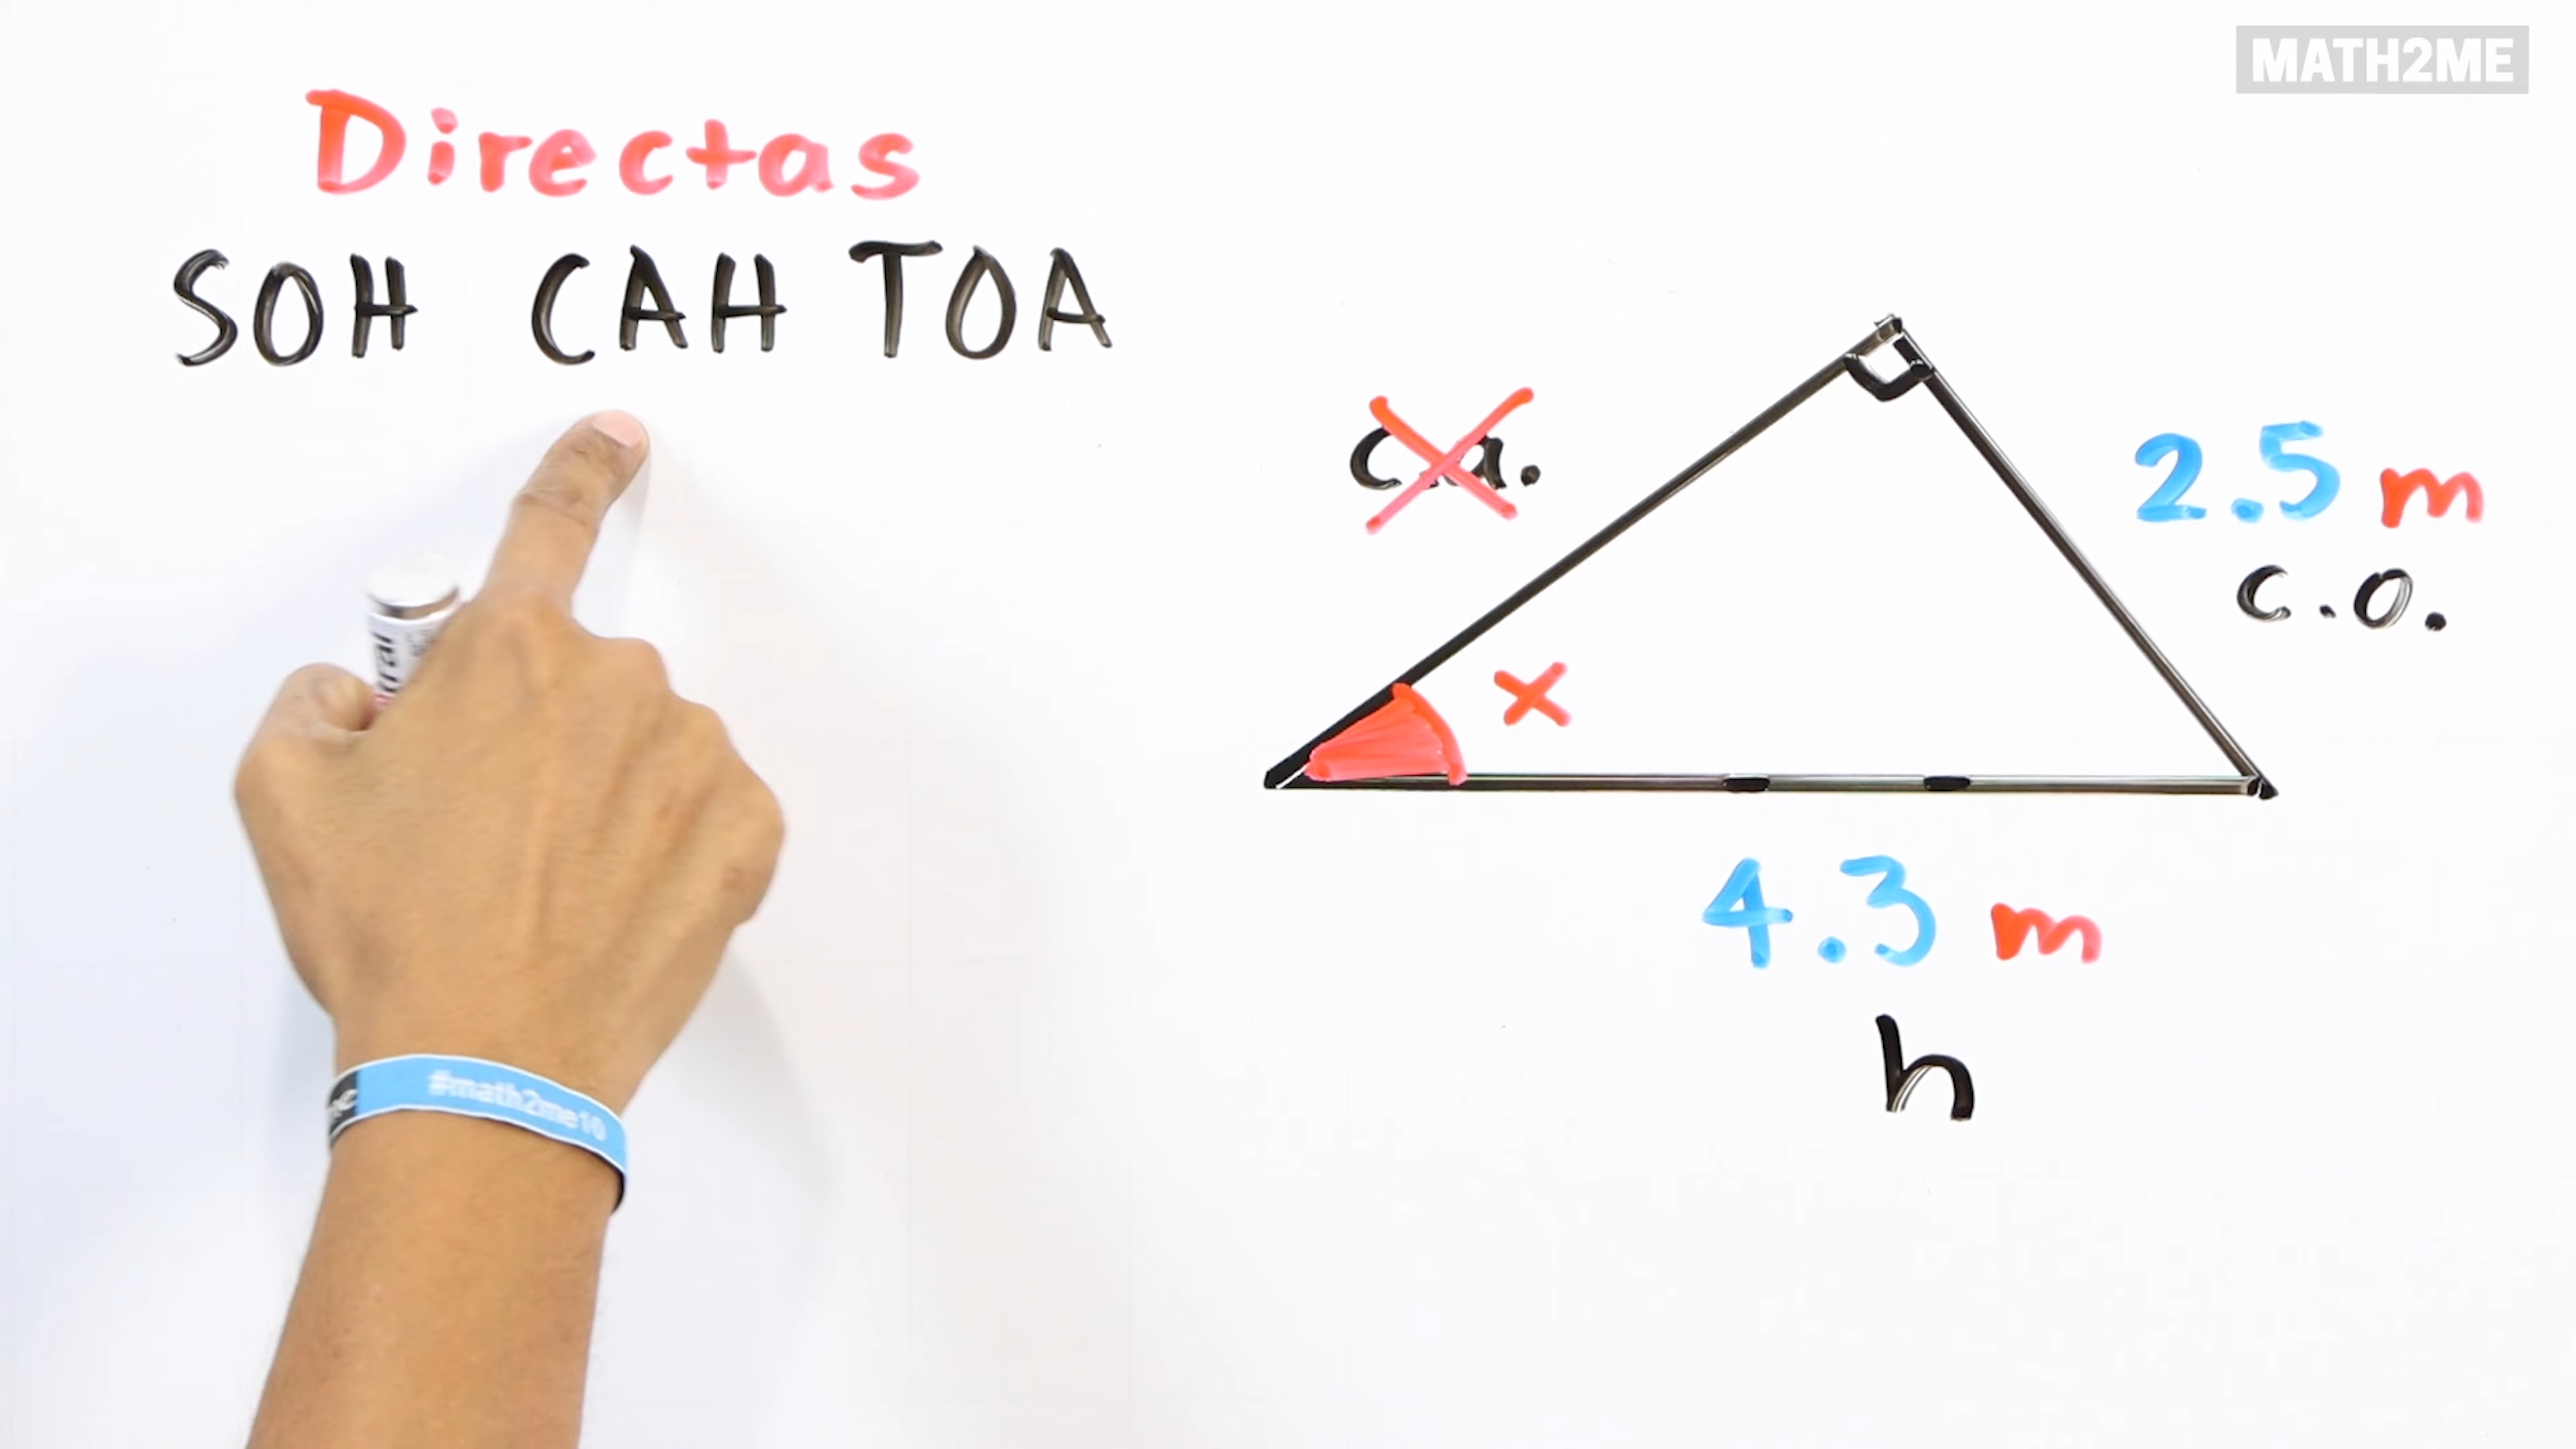 MATH2ME
Directas
SOH CAH TOA
c.a.
2.5 m
c.o.
x
4.3 m
h
#math2me10